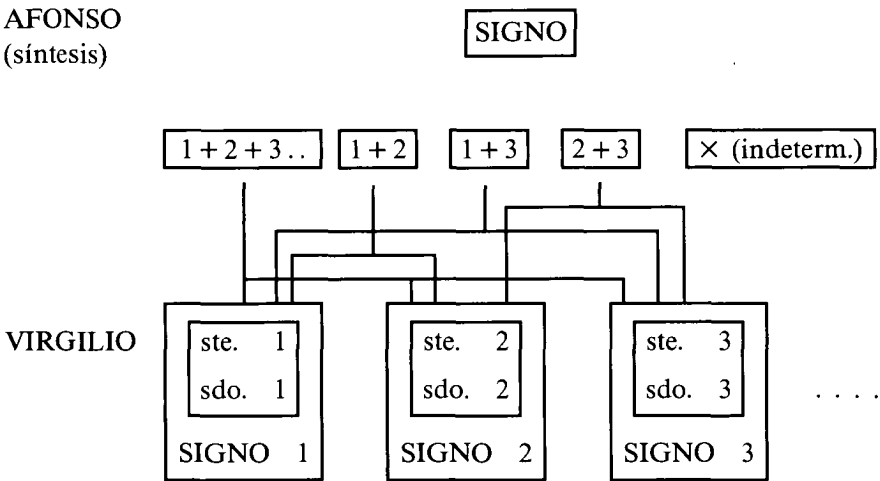 AFONSO
(síntesis)
SIGNO
1 + 2 + 3 . .
1 + 2
1 + 3
2 + 3
× (indeterm.)
VIRGILIO
ste. 1
sdo. 1
SIGNO 1
ste. 2
sdo. 2
SIGNO 2
ste. 3
sdo. 3
SIGNO 3
. . . .